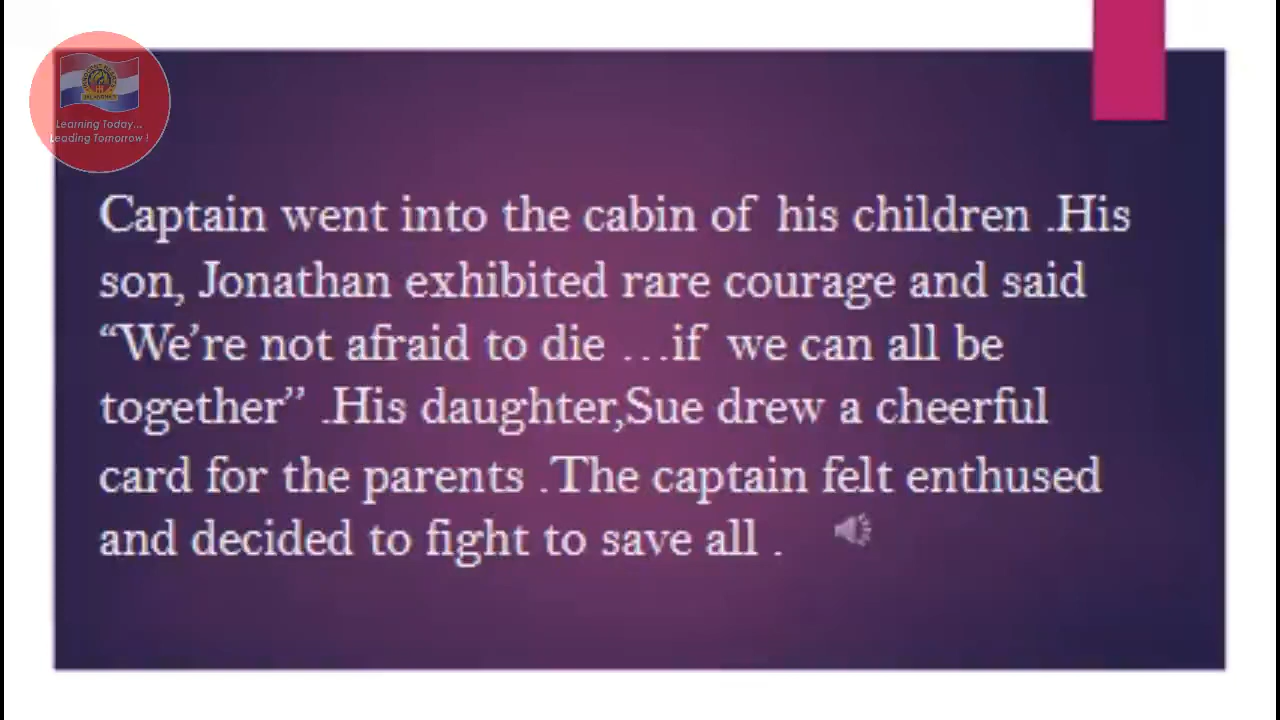 Learning Today...
Leading Tomorrow !
Captain went into the cabin of his children .His
son, Jonathan exhibited rare courage and said
“We’re not afraid to die …if we can all be
together” .His daughter,Sue drew a cheerful
card for the parents .The captain felt enthused
and decided to fight to save all .